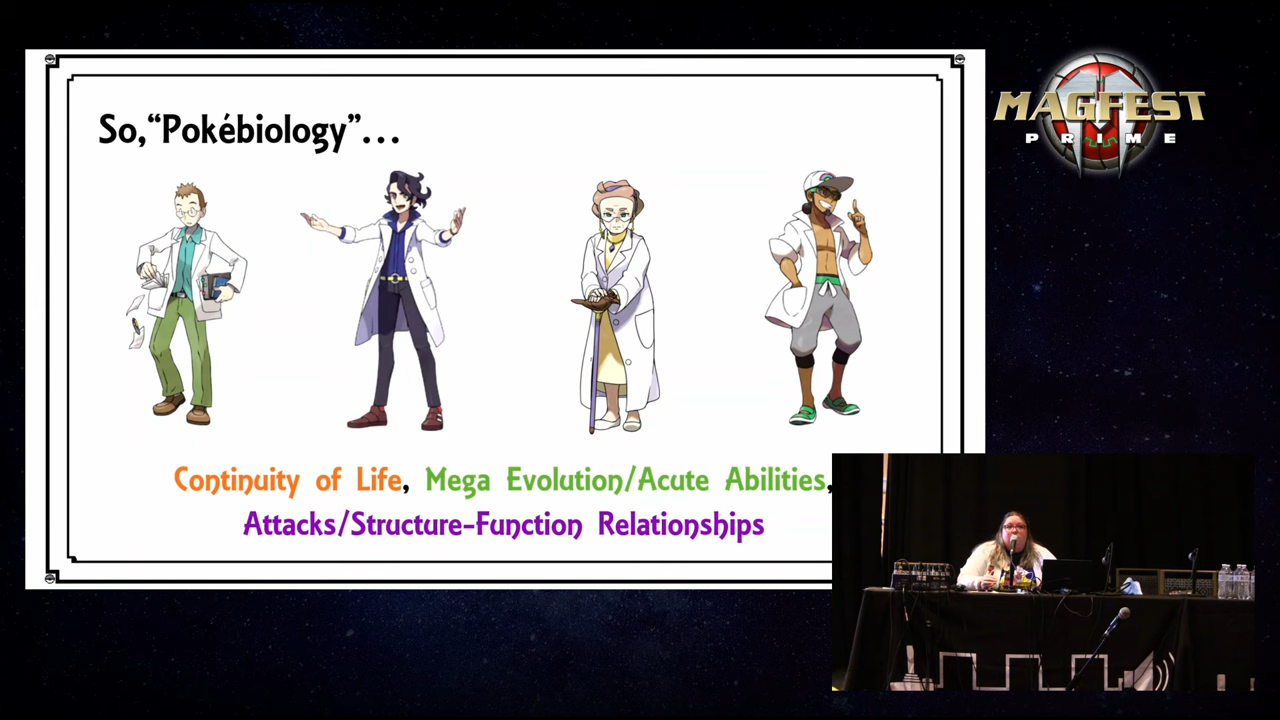 So, “Pokébiology”...
MAGFEST
PRIME
Continuity of Life, Mega Evolution/Acute Abilities,
Attacks/Structure-Function Relationships